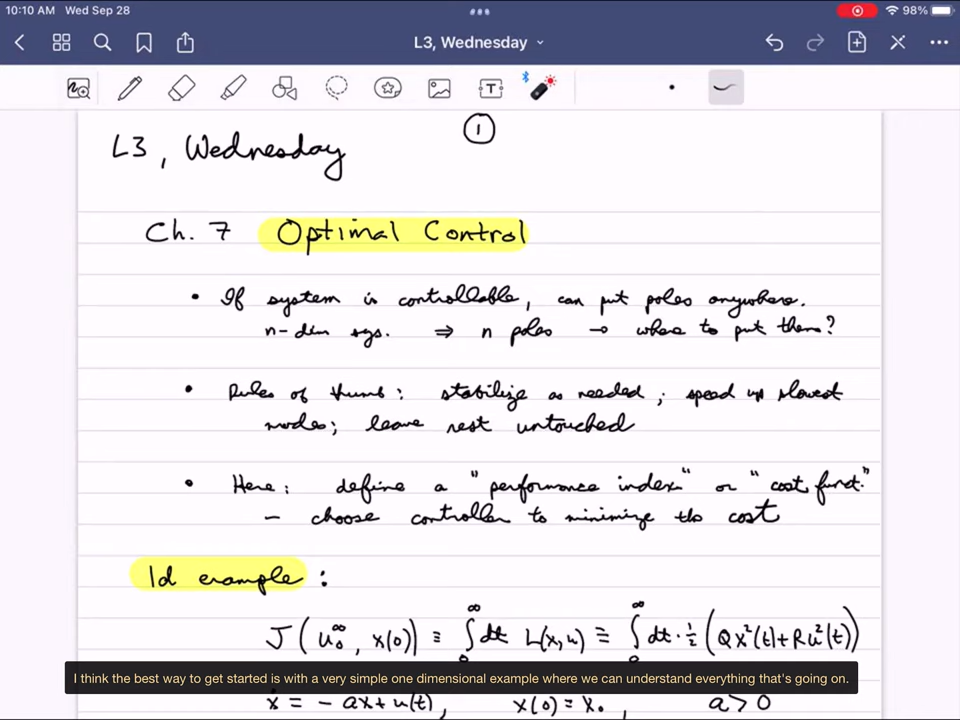 10:10 AM Wed Sep 28
98%
L3, Wednesday
T
L3, Wednesday
1
Ch. 7 Optimal Control
• If system is controllable, can put poles anywhere.
n-dim sys. ⇒ n poles → where to put them?
• Rules of thumb: stabilize as needed; speed up slowest
modes; leave rest untouched
• Here: define a "performance index" or "cost funct."
– choose controller to minimize the cost
1d example:
J(u₀^∞, x(0)) ≡ ∫₀^∞ dt L(x,u) ≡ ∫₀^∞ dt · ½ (Qx²(t) + Ru²(t))
I think the best way to get started is with a very simple one dimensional example where we can understand everything that's going on.
ẋ = -ax + u(t), x(0) = x₀, a > 0